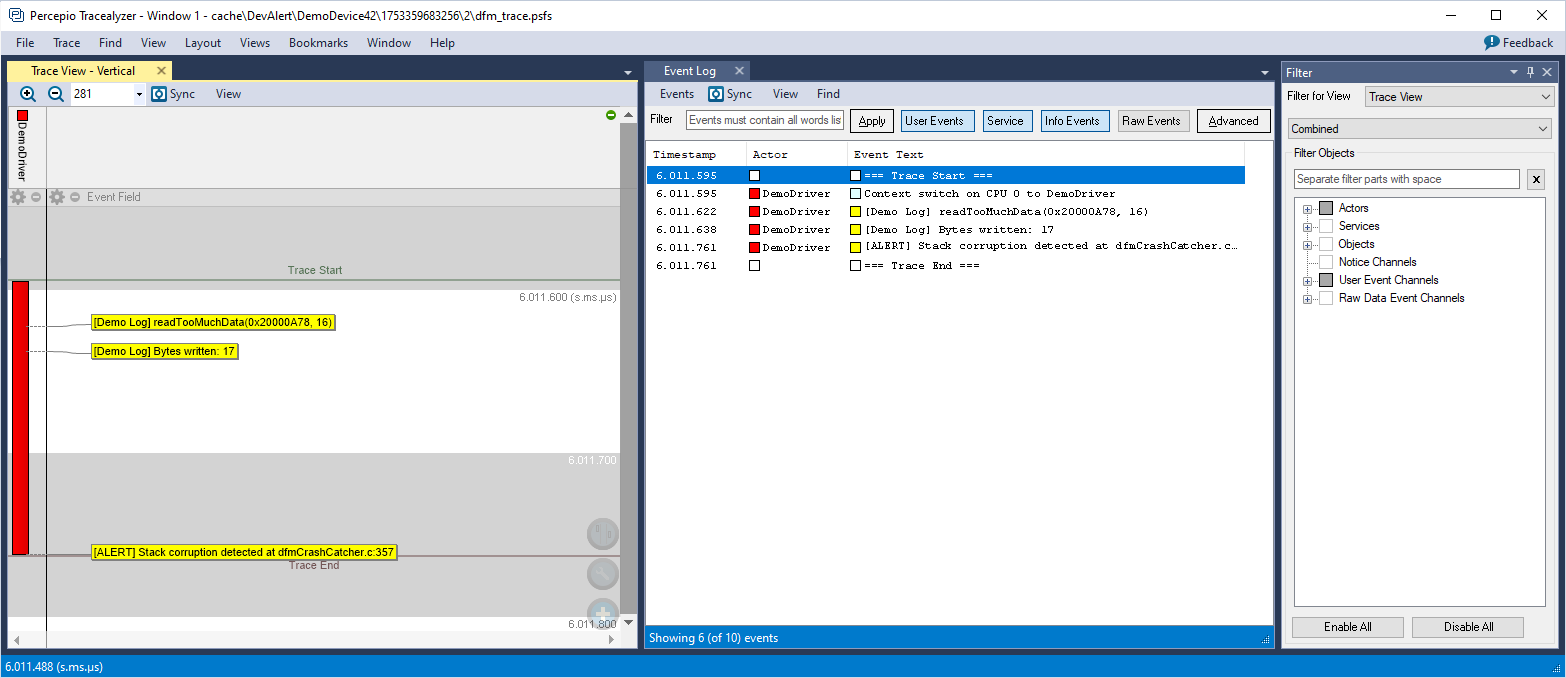 Percepio Tracealyzer - Window 1 - cache\DevAlert\DemoDevice42\1753359683256\2\dfm_trace.psfs
File Trace Find View Layout Views Bookmarks Window Help Feedback
Trace View - Vertical
281 Sync View
DemoDriver
Event Field
Trace Start
6.011.600 (s.ms.µs)
[Demo Log] readTooMuchData(0x20000A78, 16)
[Demo Log] Bytes written: 17
6.011.700
[ALERT] Stack corruption detected at dfmCrashCatcher.c:357
Trace End
6.011.800
Event Log
Events Sync View Find
Filter Events must contain all words lis Apply User Events Service Info Events Raw Events Advanced
Timestamp Actor Event Text
6.011.595 === Trace Start ===
6.011.595 DemoDriver Context switch on CPU 0 to DemoDriver
6.011.622 DemoDriver [Demo Log] readTooMuchData(0x20000A78, 16)
6.011.638 DemoDriver [Demo Log] Bytes written: 17
6.011.761 DemoDriver [ALERT] Stack corruption detected at dfmCrashCatcher.c…
6.011.761 === Trace End ===
Showing 6 (of 10) events
Filter
Filter for View Trace View
Combined
Filter Objects
Separate filter parts with space x
Actors
Services
Objects
Notice Channels
User Event Channels
Raw Data Event Channels
Enable All Disable All
6.011.488 (s.ms.µs)